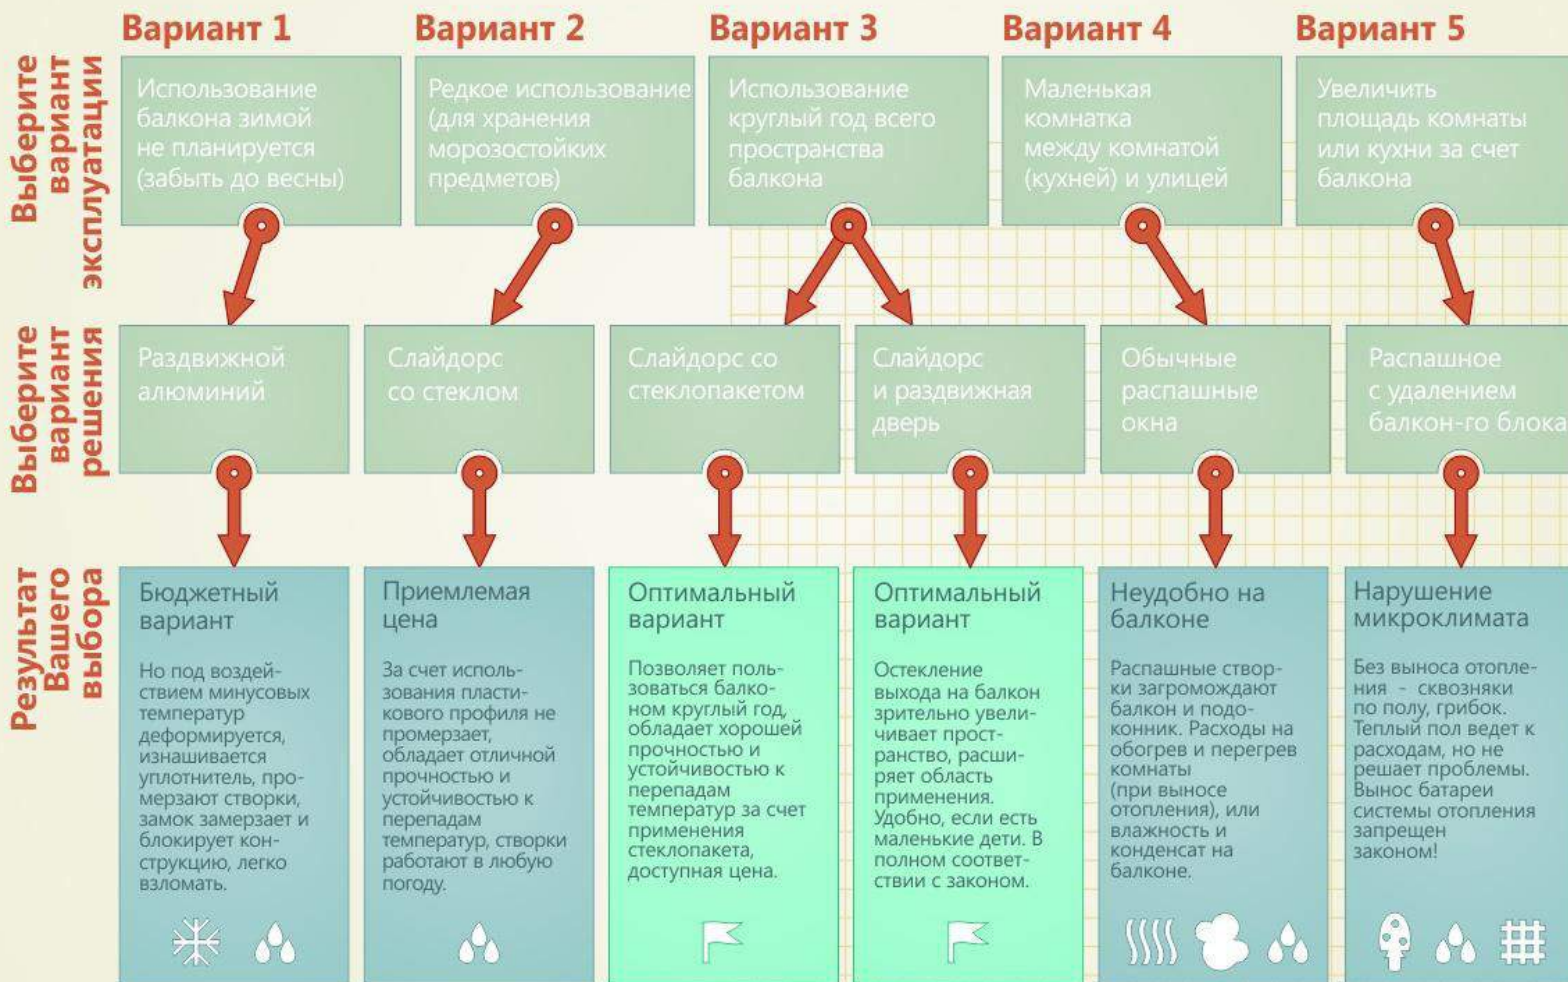 Вариант 1
Вариант 2
Вариант 3
Вариант 4
Вариант 5
Выберите
вариант
эксплуатации
Использование
балкона зимой
не планируется
(забыть до весны)
Редкое использование
(для хранения
морозостойких
предметов)
Использование
круглый год всего
пространства
балкона
Маленькая
комнатка
между комнатой
(кухней) и улицей
Увеличить
площадь комнаты
или кухни за счет
балкона
Выберите
вариант
решения
Раздвижной
алюминий
Слайдорс
со стеклом
Слайдорс со
стеклопакетом
Слайдорс
и раздвижная
дверь
Обычные
распашные
окна
Распашное
с удалением
балкон-го блока
Результат
Вашего
выбора
Бюджетный
вариант
Но под воздей-
ствием минусовых
температур
деформируется,
изнашивается
уплотнитель, про-
мерзают створки,
замок замерзает и
блокирует кон-
струкцию, легко
взломать.
Приемлемая
цена
За счет исполь-
зования пласти-
кового профиля не
промерзает,
обладает отличной
прочностью и
устойчивостью к
перепадам
температур, створки
работают в любую
погоду.
Оптимальный
вариант
Позволяет поль-
зоваться балко-
ном круглый год,
обладает хорошей
прочностью и
устойчивостью к
перепадам
температур за счет
применения
стеклопакета,
доступная цена.
Оптимальный
вариант
Остекление
выхода на балкон
зрительно увели-
чивает прост-
ранство, расши-
ряет область
применения.
Удобно, если есть
маленькие дети. В
полном соответ-
ствии с законом.
Неудобно на
балконе
Распашные створ-
ки загромождают
балкон и подо-
конник. Расходы на
обогрев и перегрев
комнаты
(при выносе
отопления), или
влажность и
конденсат на
балконе.
Нарушение
микроклимата
Без выноса отопле-
ния - сквозняки
по полу, грибок.
Теплый пол ведет к
расходам, но не
решает проблемы.
Вынос батареи
системы отопления
запрещен
законом!